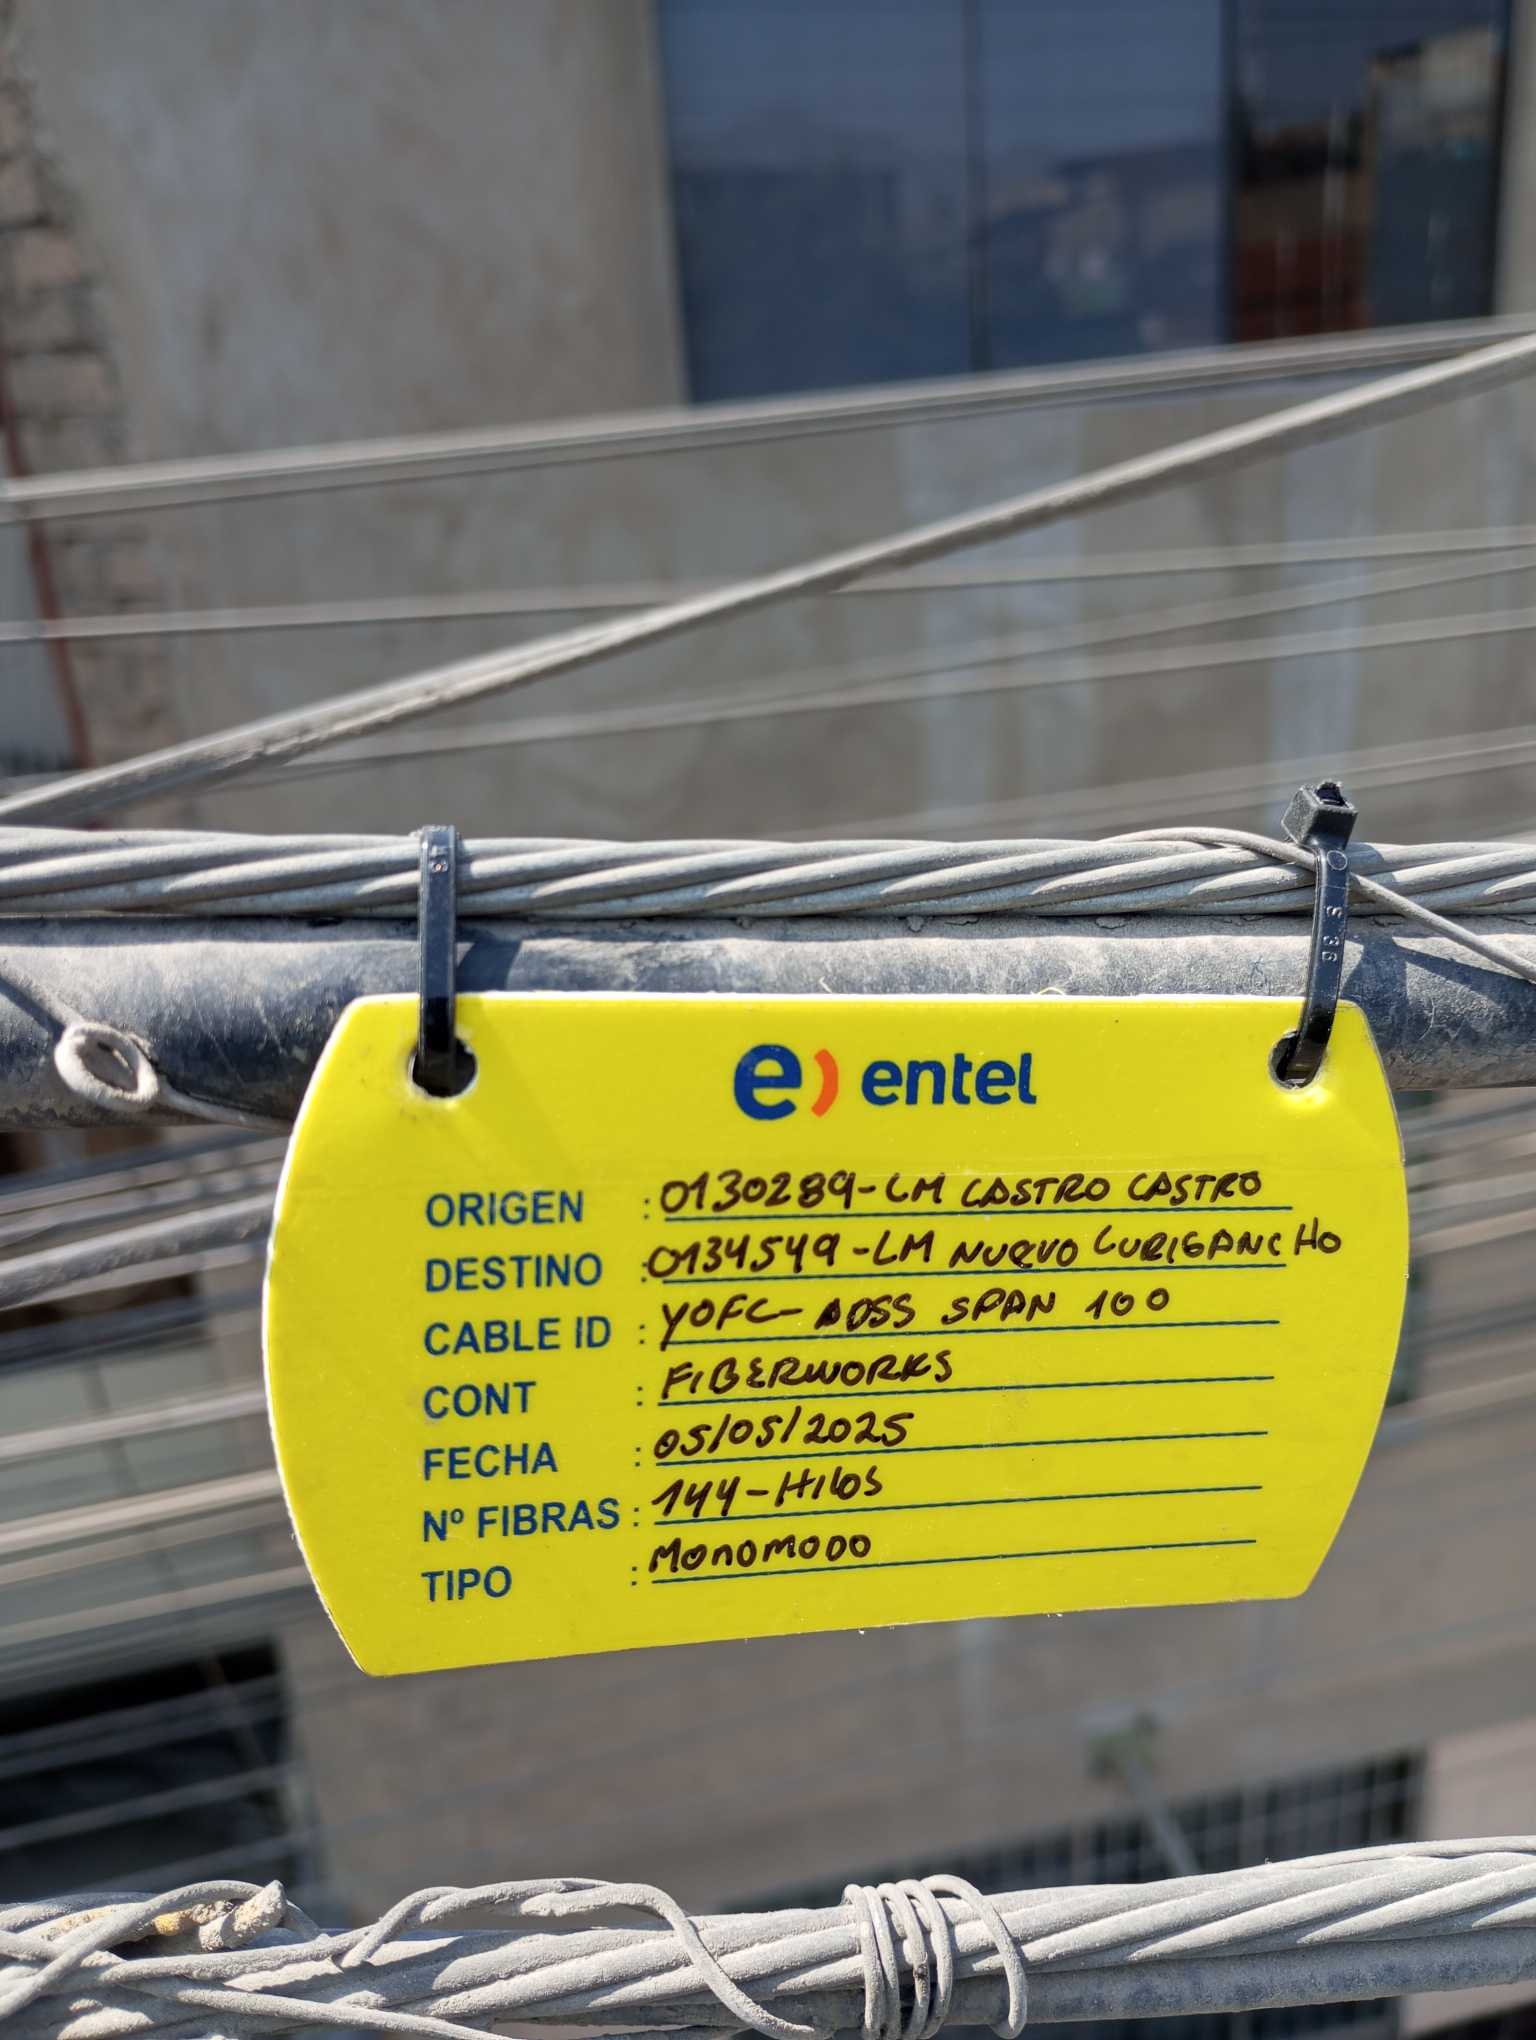 e) entel
ORIGEN : 0130289-LM CASTRO CASTRO
DESTINO : 0134549-LM NUEVO LURIGANCHO
CABLE ID : YOFC-ADSS SPAN 100
CONT : FIBERWORKS
FECHA : 05/05/2025
Nº FIBRAS : 144-HILOS
TIPO : MONOMODO